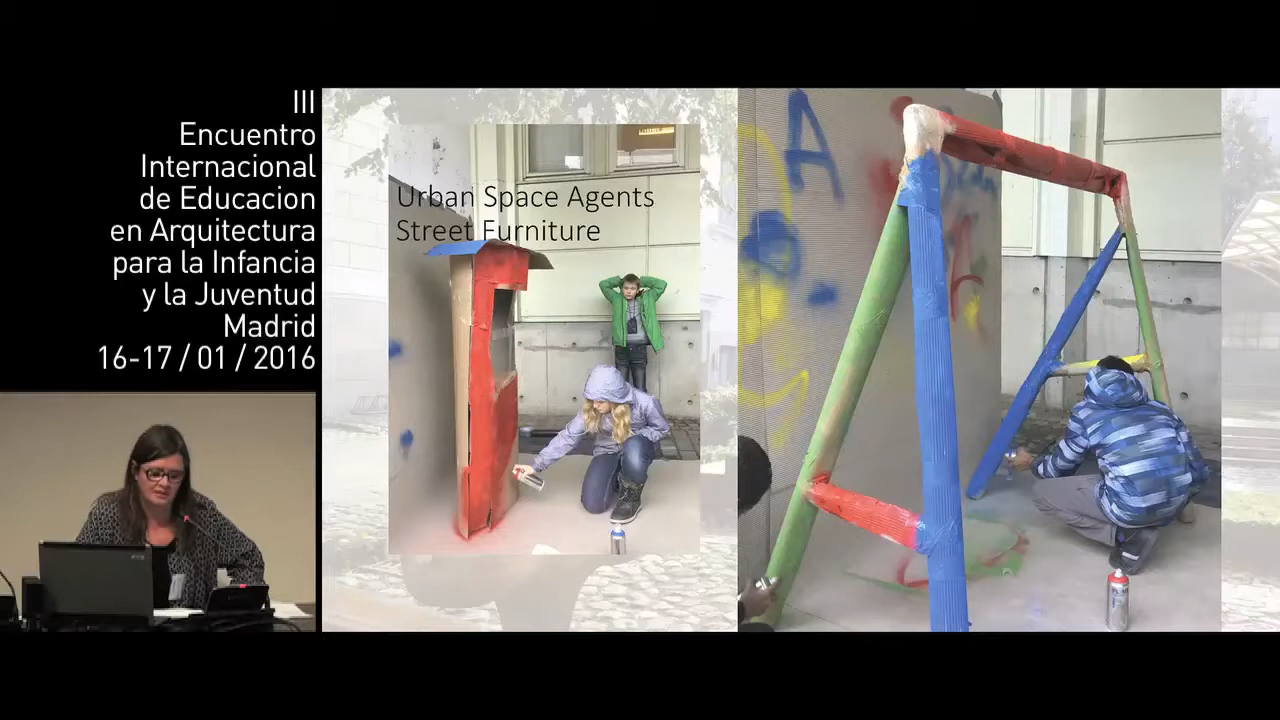 III
Encuentro
Internacional
de Educacion
en Arquitectura
para la Infancia
y la Juventud
Madrid
16-17 / 01 / 2016
Urban Space Agents
Street Furniture
A
A